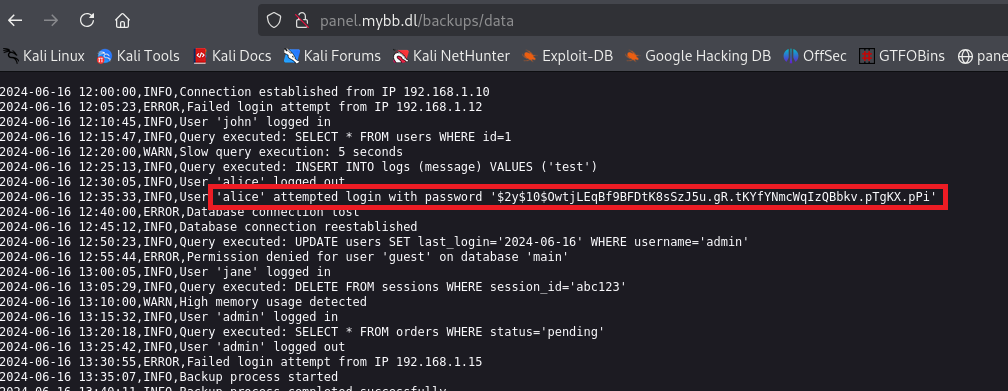 panel.mybb.dl/backups/data
Kali Linux Kali Tools Kali Docs Kali Forums Kali NetHunter Exploit-DB Google Hacking DB OffSec GTFOBins pane
2024-06-16 12:00:00,INFO,Connection established from IP 192.168.1.10
2024-06-16 12:05:23,ERROR,Failed login attempt from IP 192.168.1.12
2024-06-16 12:10:45,INFO,User 'john' logged in
2024-06-16 12:15:47,INFO,Query executed: SELECT * FROM users WHERE id=1
2024-06-16 12:20:00,WARN,Slow query execution: 5 seconds
2024-06-16 12:25:13,INFO,Query executed: INSERT INTO logs (message) VALUES ('test')
2024-06-16 12:30:05,INFO,User 'alice' logged out
2024-06-16 12:35:33,INFO,User 'alice' attempted login with password '$2y$10$OwtjLEqBf9BFDtK8sSzJ5u.gR.tKYfYNmcWqIzQBbkv.pTgKX.pPi'
2024-06-16 12:40:00,ERROR,Database connection lost
2024-06-16 12:45:12,INFO,Database connection reestablished
2024-06-16 12:50:23,INFO,Query executed: UPDATE users SET last_login='2024-06-16' WHERE username='admin'
2024-06-16 12:55:44,ERROR,Permission denied for user 'guest' on database 'main'
2024-06-16 13:00:05,INFO,User 'jane' logged in
2024-06-16 13:05:29,INFO,Query executed: DELETE FROM sessions WHERE session_id='abc123'
2024-06-16 13:10:00,WARN,High memory usage detected
2024-06-16 13:15:32,INFO,User 'admin' logged in
2024-06-16 13:20:18,INFO,Query executed: SELECT * FROM orders WHERE status='pending'
2024-06-16 13:25:42,INFO,User 'admin' logged out
2024-06-16 13:30:55,ERROR,Failed login attempt from IP 192.168.1.15
2024-06-16 13:35:07,INFO,Backup process started
2024-06-16 13:40:11,INFO,Backup process completed successfully